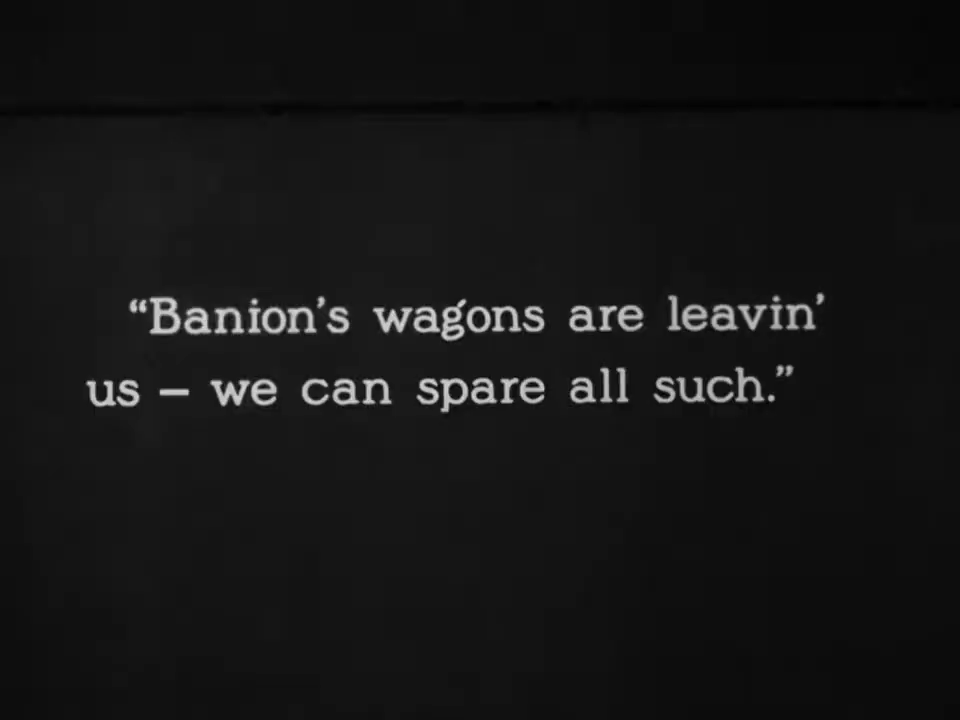 “Banion’s wagons are leavin’
us – we can spare all such.”